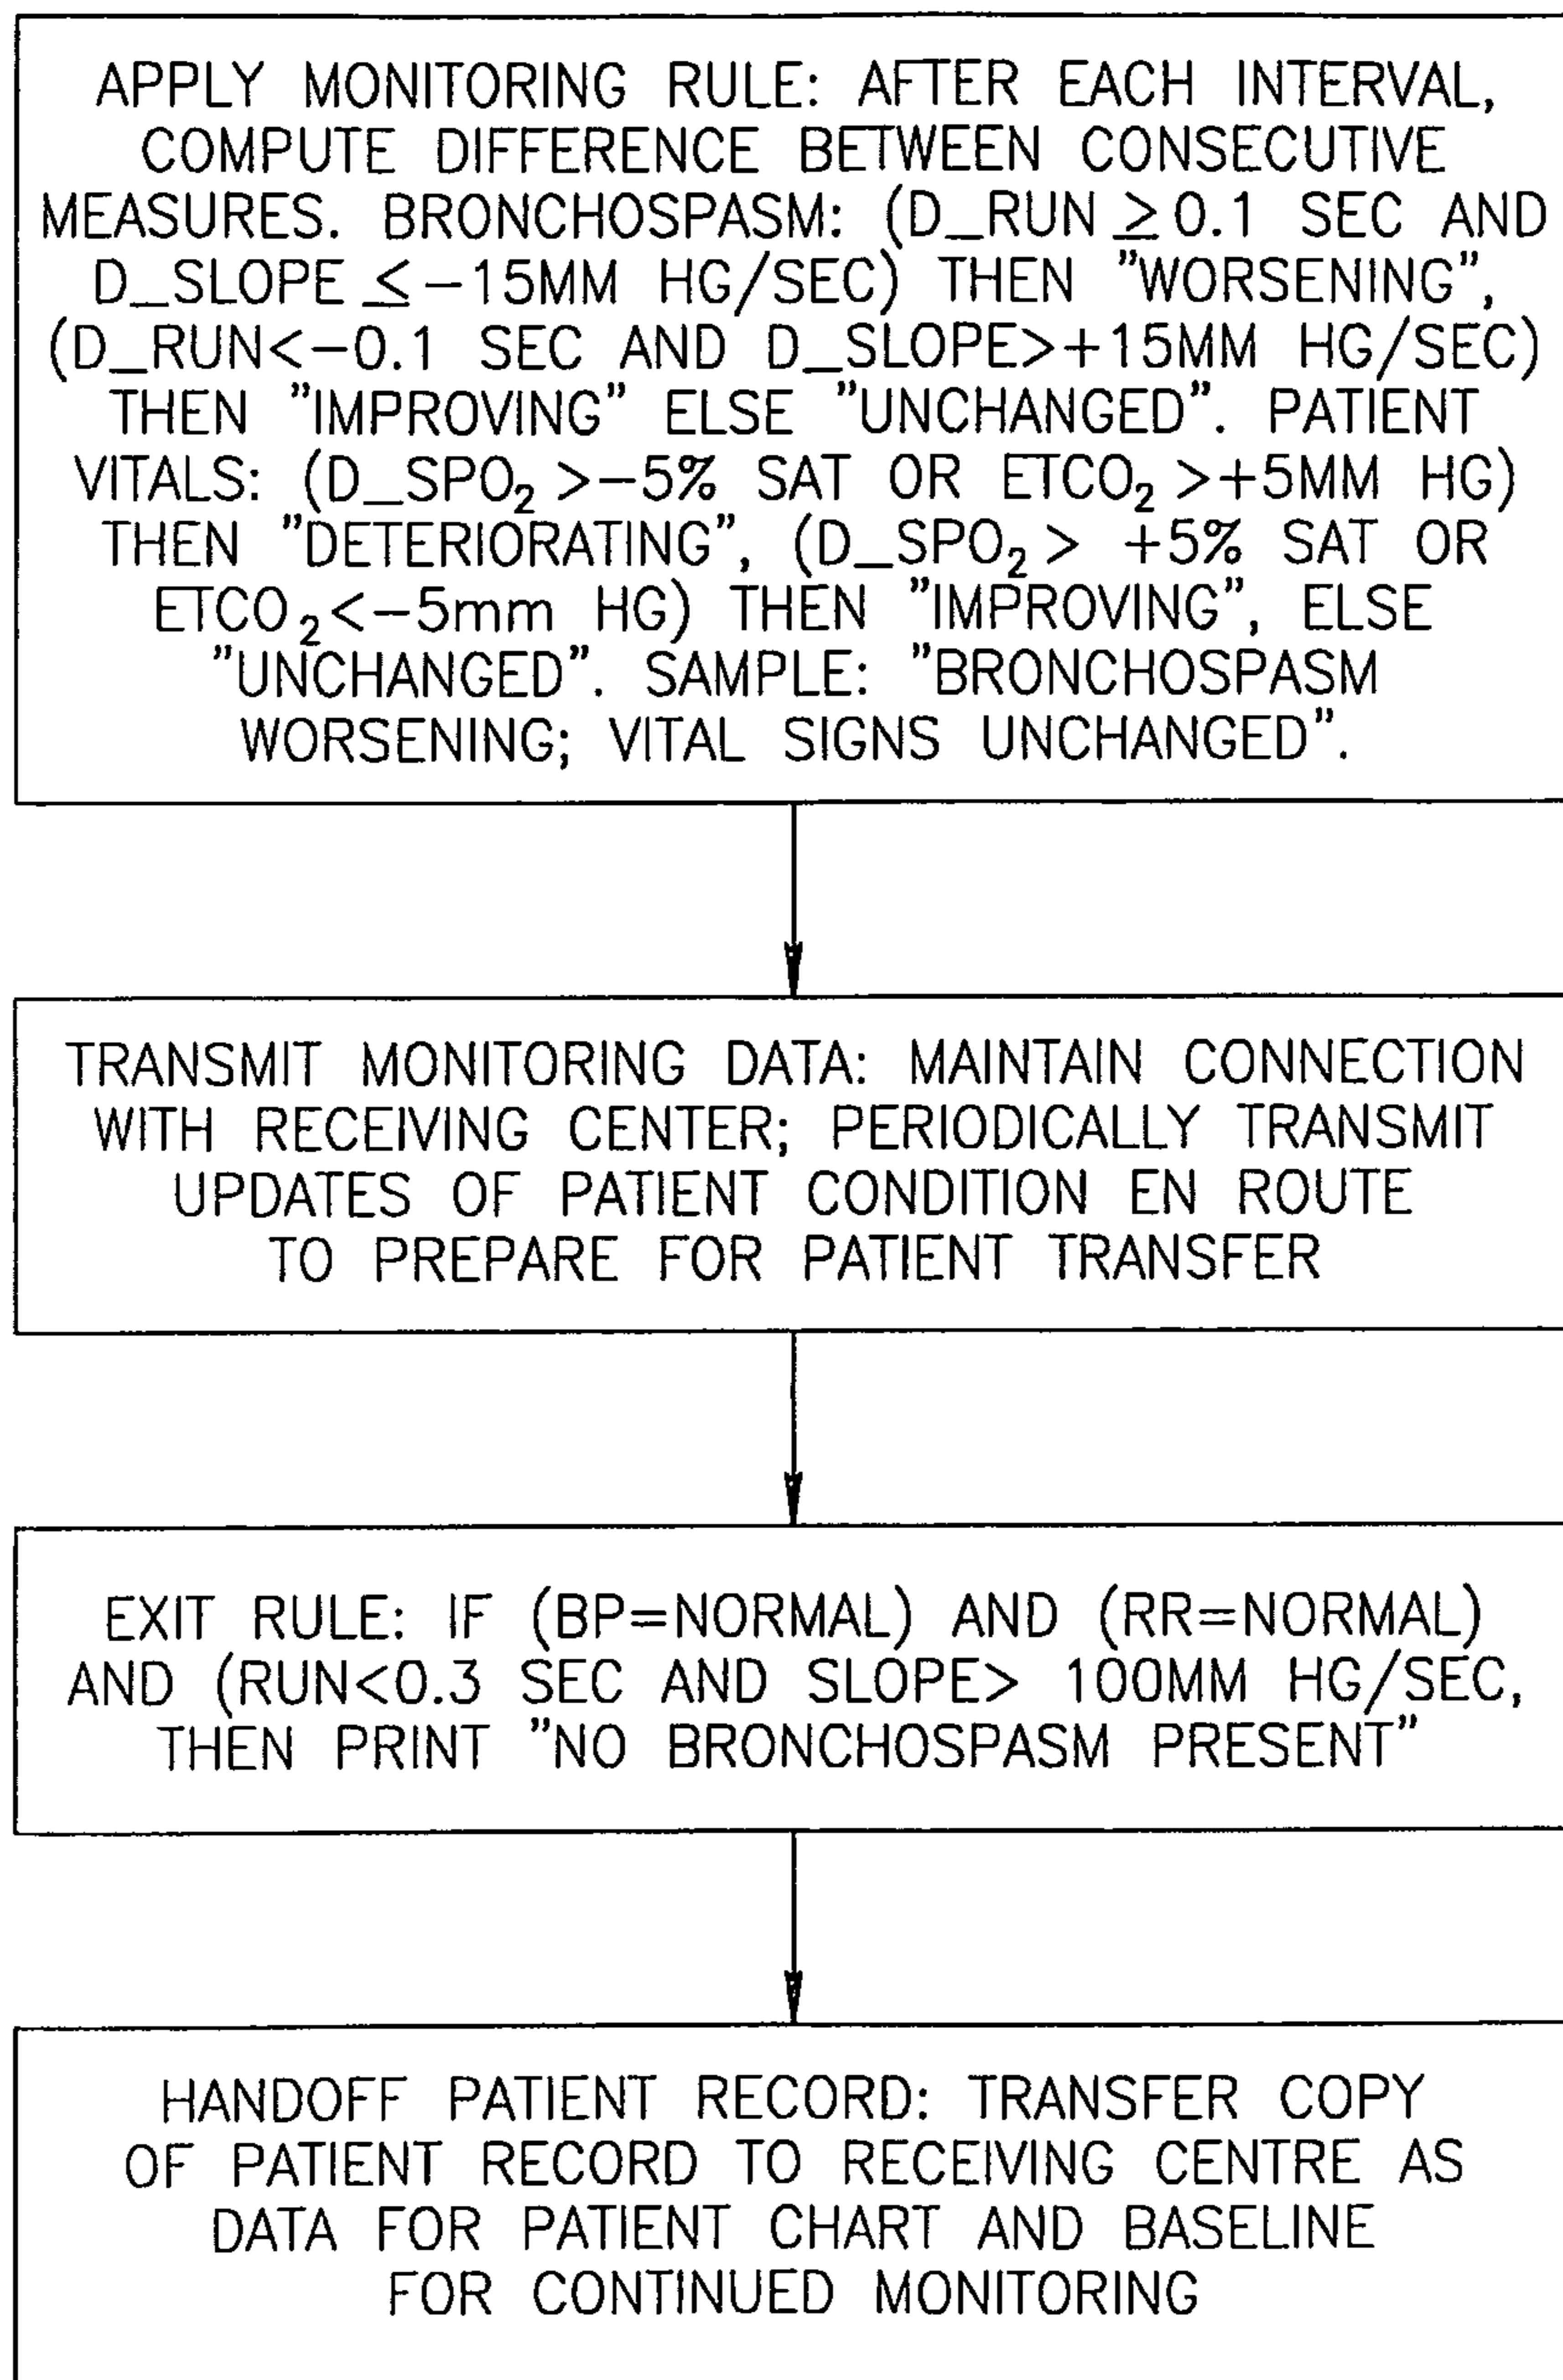 APPLY MONITORING RULE: AFTER EACH INTERVAL,
COMPUTE DIFFERENCE BETWEEN CONSECUTIVE
MEASURES. BRONCHOSPASM: (D_RUN ≥ 0.1 SEC AND
D_SLOPE ≤ −15MM HG/SEC) THEN "WORSENING",
(D_RUN<−0.1 SEC AND D_SLOPE>+15MM HG/SEC)
THEN "IMPROVING" ELSE "UNCHANGED". PATIENT
VITALS: (D_SPO₂ >−5% SAT OR ETCO₂ >+5MM HG)
THEN "DETERIORATING", (D_SPO₂ > +5% SAT OR
ETCO₂<−5mm HG) THEN "IMPROVING", ELSE
"UNCHANGED". SAMPLE: "BRONCHOSPASM
WORSENING; VITAL SIGNS UNCHANGED".
TRANSMIT MONITORING DATA: MAINTAIN CONNECTION
WITH RECEIVING CENTER; PERIODICALLY TRANSMIT
UPDATES OF PATIENT CONDITION EN ROUTE
TO PREPARE FOR PATIENT TRANSFER
EXIT RULE: IF (BP=NORMAL) AND (RR=NORMAL)
AND (RUN<0.3 SEC AND SLOPE> 100MM HG/SEC,
THEN PRINT "NO BRONCHOSPASM PRESENT"
HANDOFF PATIENT RECORD: TRANSFER COPY
OF PATIENT RECORD TO RECEIVING CENTRE AS
DATA FOR PATIENT CHART AND BASELINE
FOR CONTINUED MONITORING